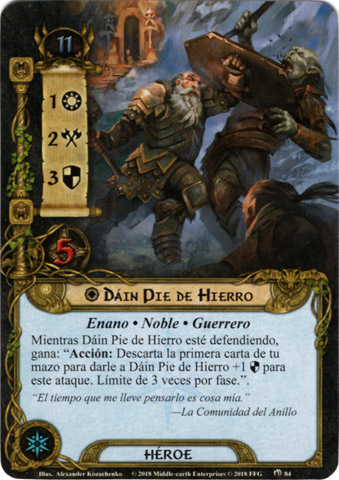 11
1
2
3
5
Dáin Pie de Hierro
Enano • Noble • Guerrero
Mientras Dáin Pie de Hierro esté defendiendo,
gana: “Acción: Descarta la primera carta de tu
mazo para darle a Dáin Pie de Hierro +1 para
este ataque. Límite de 3 veces por fase.”.
“El tiempo que me lleve pensarlo es cosa mía.”
—La Comunidad del Anillo
HÉROE
Illus. Alexander Kozachenko © 2018 Middle-earth Enterprises © 2018 FFG 84